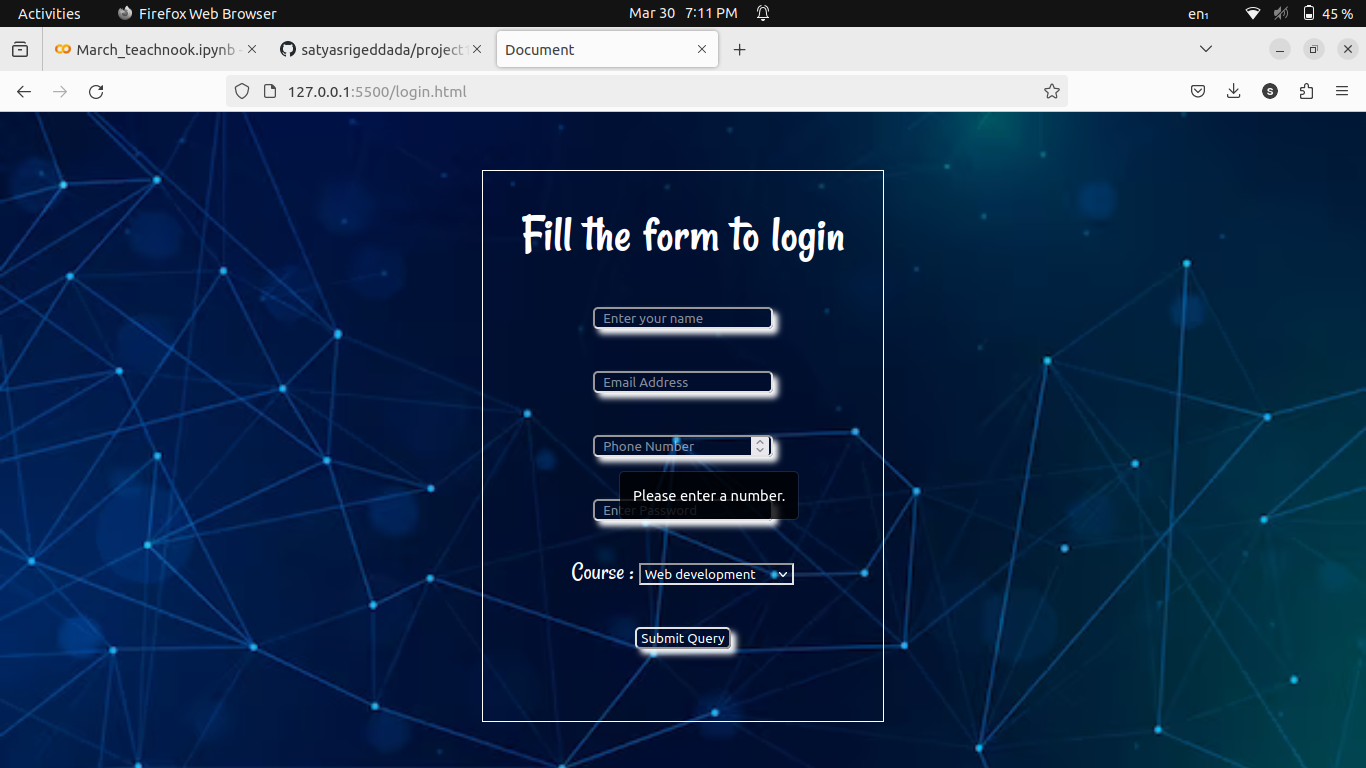 Activities Firefox Web Browser Mar 30 7:11 PM en₁ 45 %
March_teachnook.ipynb - satyasrigeddada/project1 Document
127.0.0.1:5500/login.html S
Fill the form to login
Enter your name
Email Address
Phone Number
Please enter a number.
Enter Password
Course : Web development
Submit Query